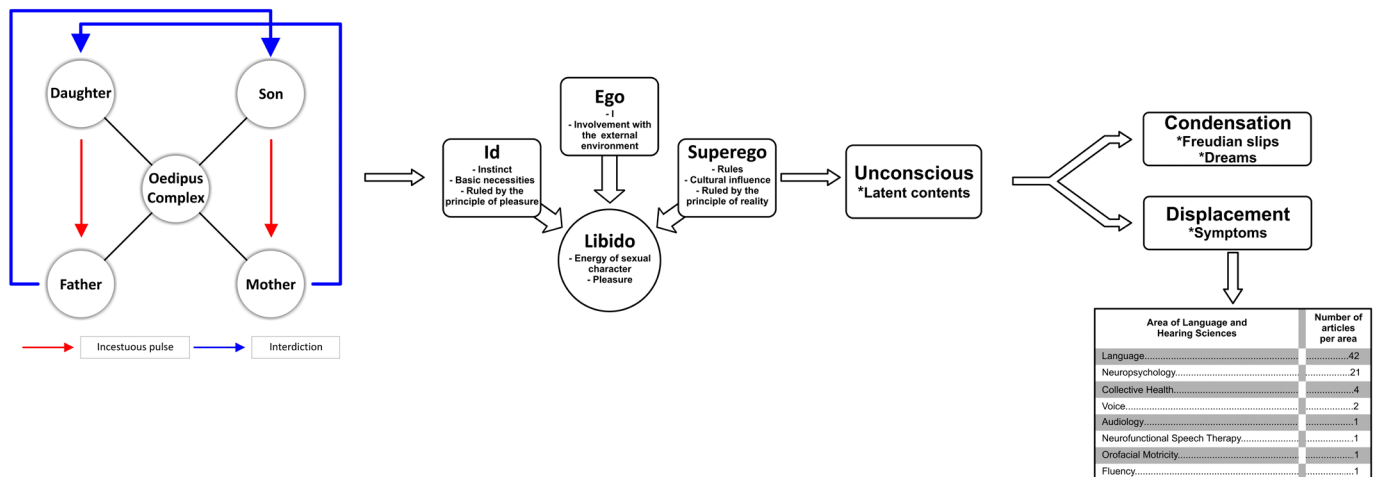 Daughter
Son
Oedipus
Complex
Father
Mother
Incestuous pulse
Interdiction
Id
- Instinct
- Basic necessities
- Ruled by the
principle of pleasure
Ego
- I
- Involvement with
the external
environment
Superego
- Rules
- Cultural influence
- Ruled by the
principle of reality
Libido
- Energy of sexual
character
- Pleasure
Unconscious
*Latent contents
Condensation
*Freudian slips
*Dreams
Displacement
*Symptoms
Area of Language and
Hearing Sciences
Number of
articles
per area
Language 42
Neuropsychology 21
Collective Health 4
Voice 2
Audiology 1
Neurofunctional Speech Therapy 1
Orofacial Motricity 1
Fluency 1